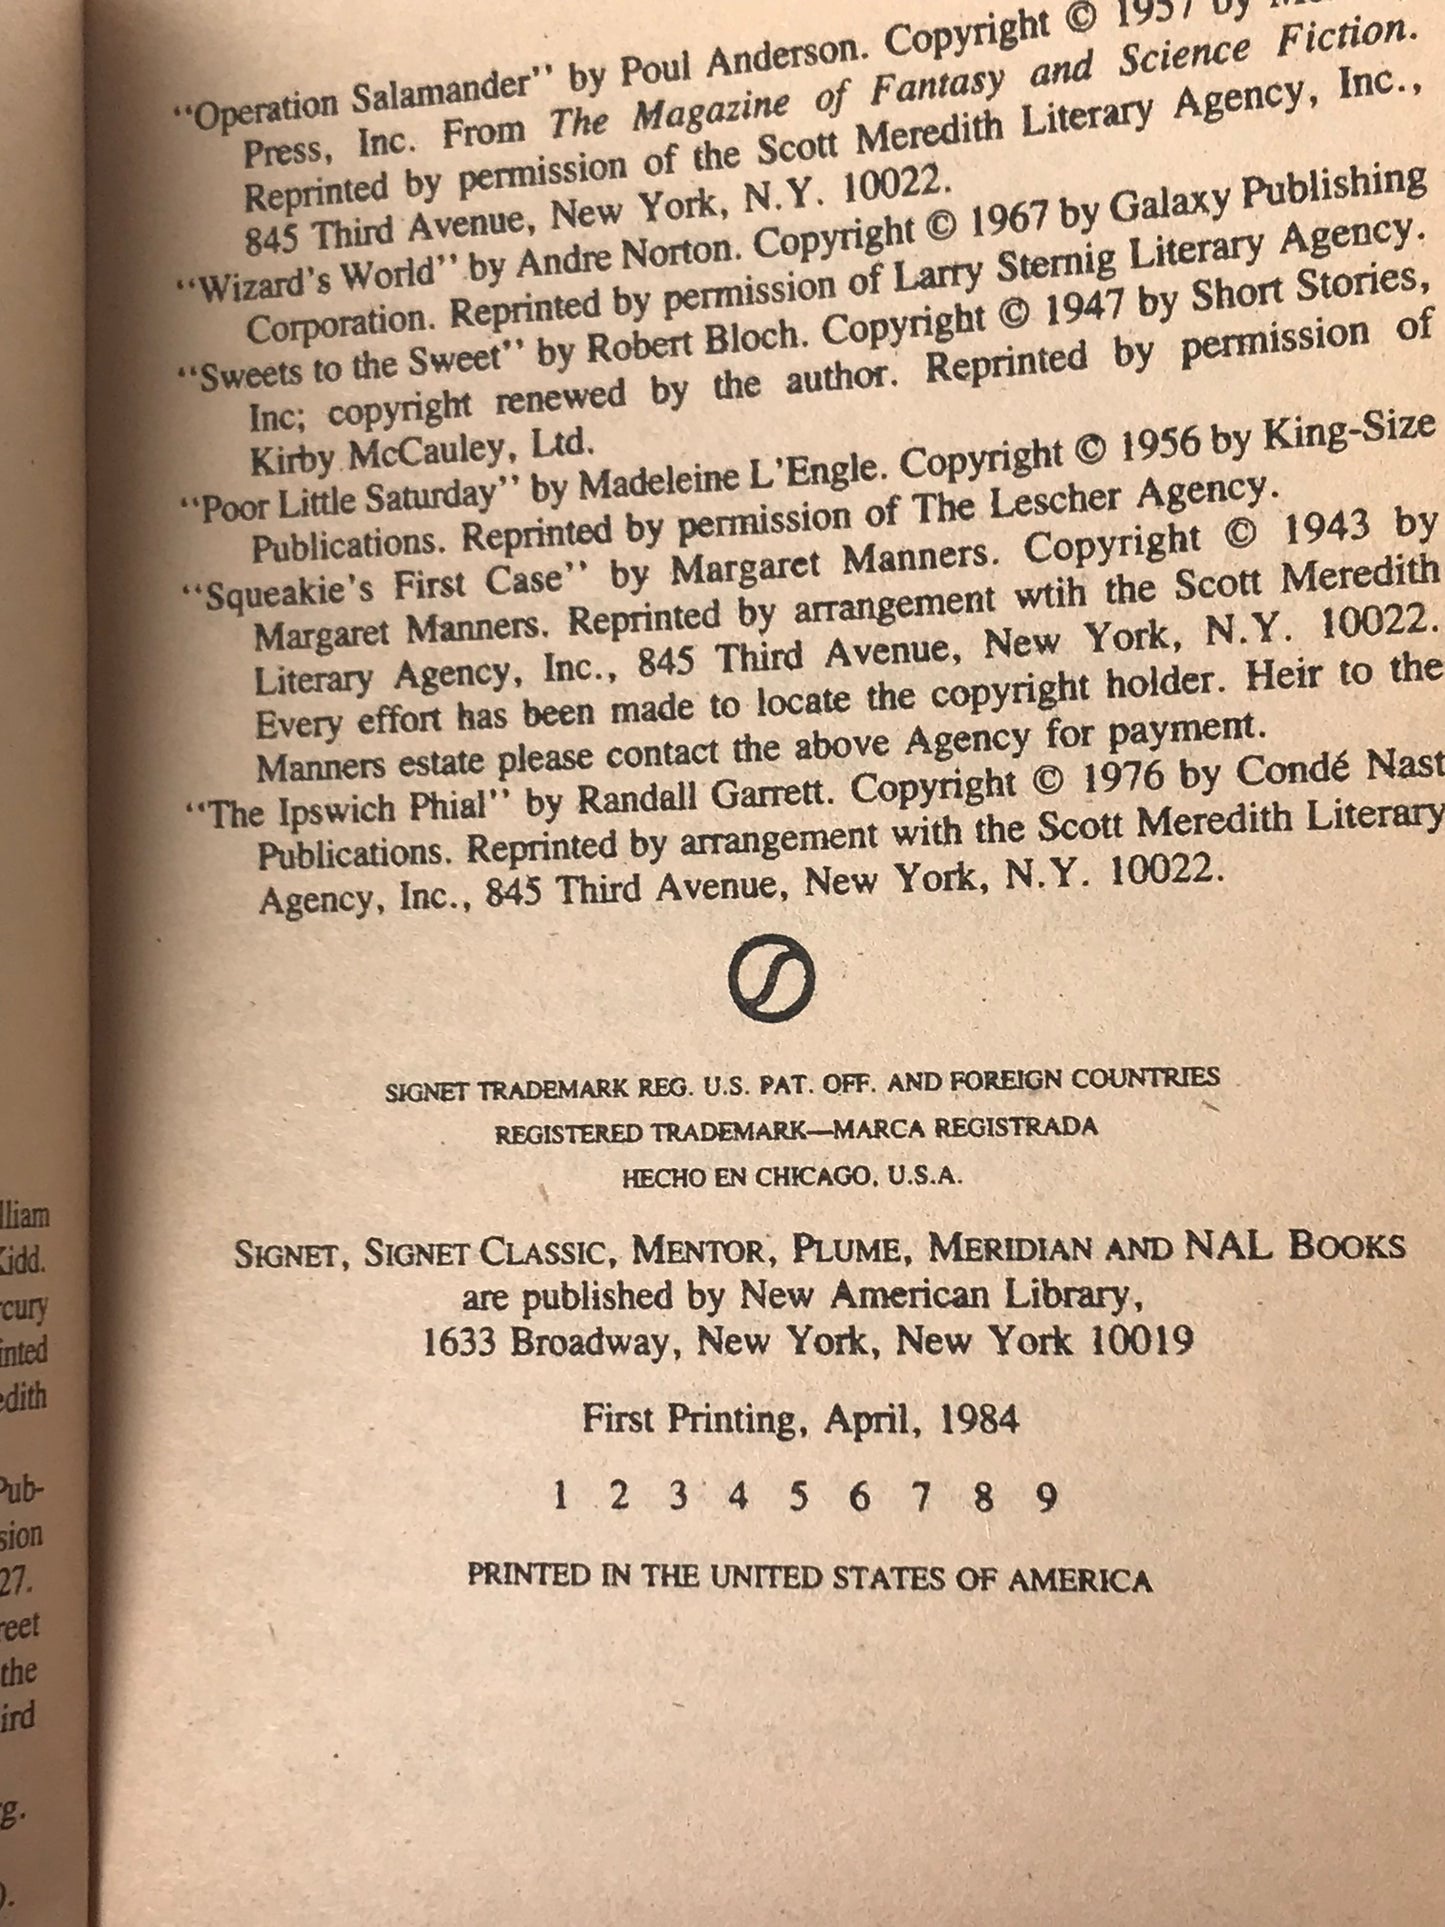 “Operation Salamander” by Poul Anderson. Copyright © 1957 by
Press, Inc. From The Magazine of Fantasy and Science Fiction.
Reprinted by permission of the Scott Meredith Literary Agency, Inc.,
845 Third Avenue, New York, N.Y. 10022.
“Wizard’s World” by Andre Norton. Copyright © 1967 by Galaxy Publishing
Corporation. Reprinted by permission of Larry Sternig Literary Agency.
“Sweets to the Sweet” by Robert Bloch. Copyright © 1947 by Short Stories,
Inc; copyright renewed by the author. Reprinted by permission of
Kirby McCauley, Ltd.
“Poor Little Saturday” by Madeleine L’Engle. Copyright © 1956 by King-Size
Publications. Reprinted by permission of The Lescher Agency.
“Squeakie’s First Case” by Margaret Manners. Copyright © 1943 by
Margaret Manners. Reprinted by arrangement wtih the Scott Meredith
Literary Agency, Inc., 845 Third Avenue, New York, N.Y. 10022.
Every effort has been made to locate the copyright holder. Heir to the
Manners estate please contact the above Agency for payment.
“The Ipswich Phial” by Randall Garrett. Copyright © 1976 by Condé Nast
Publications. Reprinted by arrangement with the Scott Meredith Literary
Agency, Inc., 845 Third Avenue, New York, N.Y. 10022.
SIGNET TRADEMARK REG. U.S. PAT. OFF. AND FOREIGN COUNTRIES
REGISTERED TRADEMARK—MARCA REGISTRADA
HECHO EN CHICAGO, U.S.A.
SIGNET, SIGNET CLASSIC, MENTOR, PLUME, MERIDIAN AND NAL BOOKS
are published by New American Library,
1633 Broadway, New York, New York 10019
First Printing, April, 1984
1 2 3 4 5 6 7 8 9
PRINTED IN THE UNITED STATES OF AMERICA